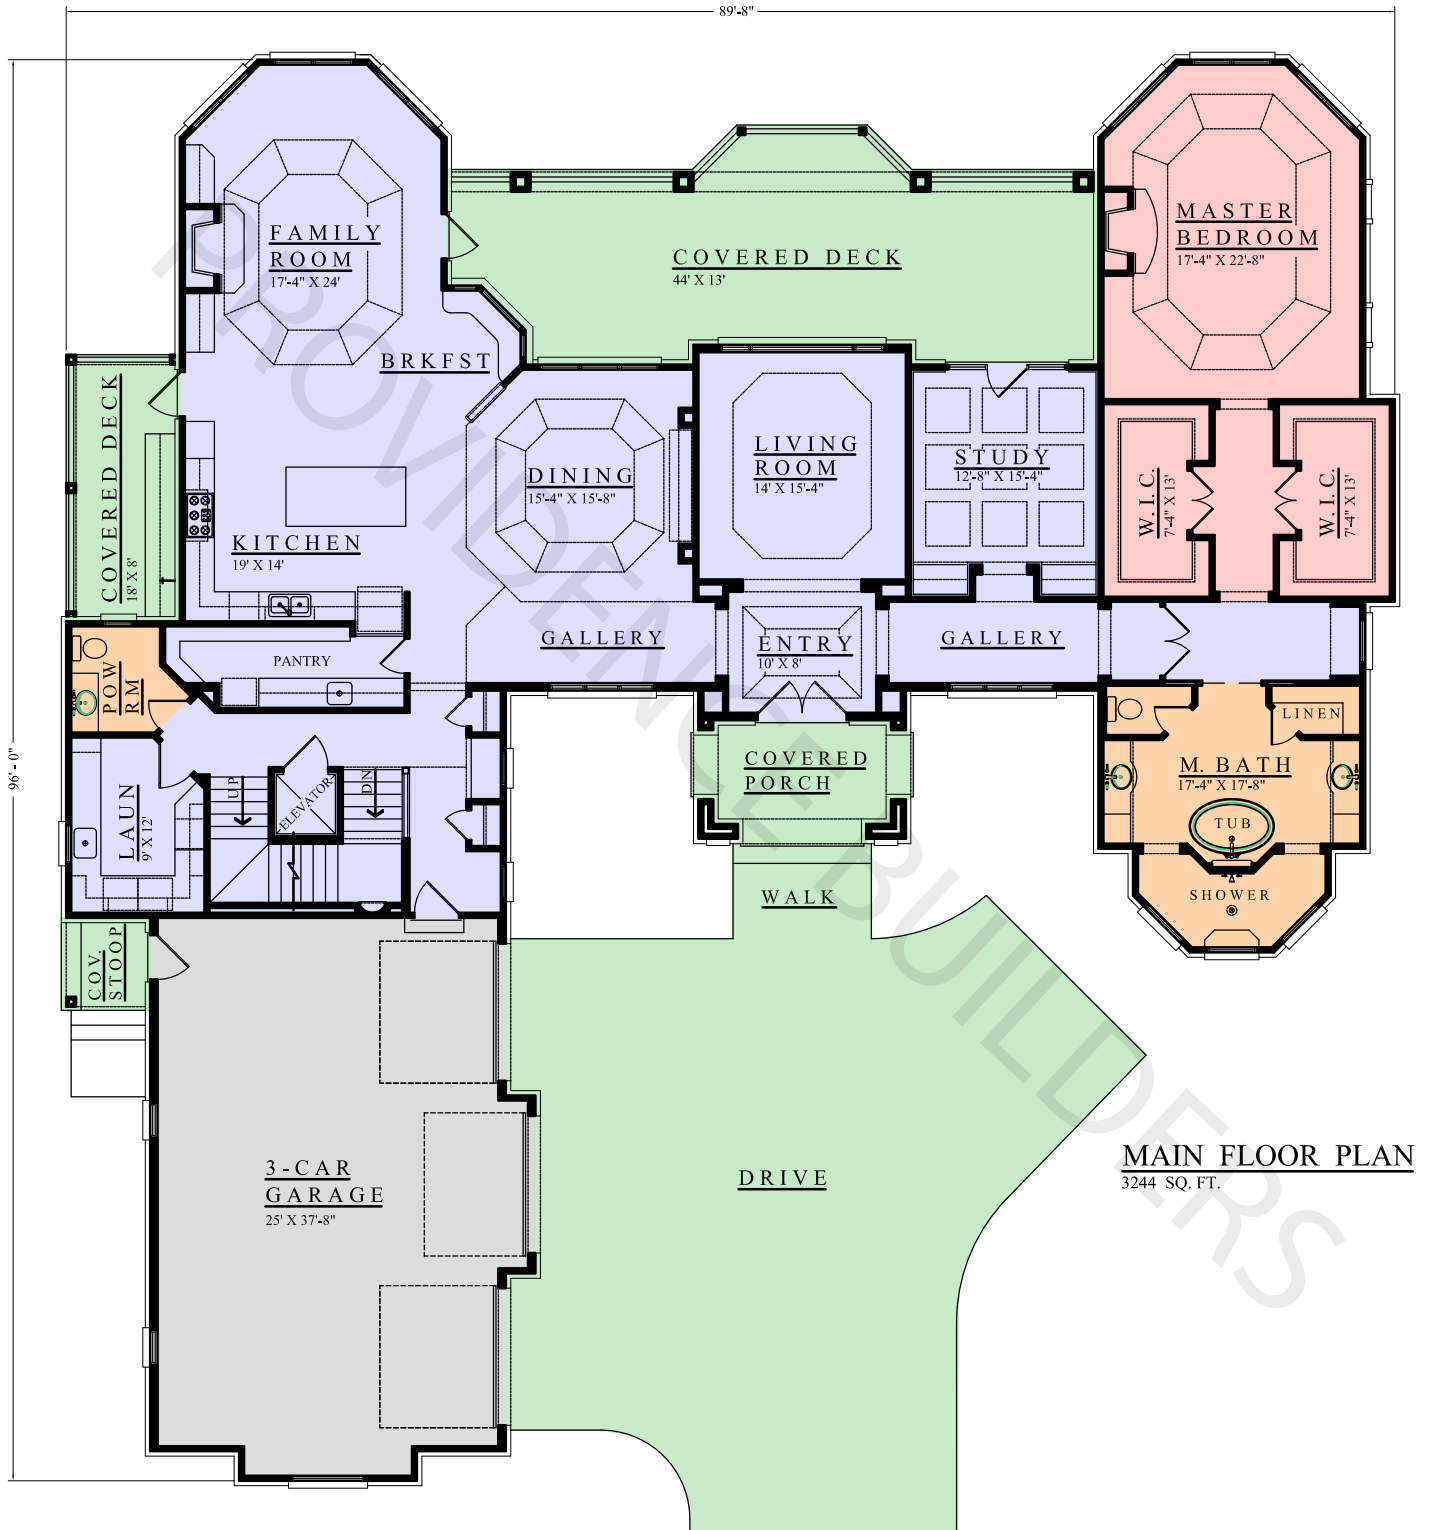 89'-8"
96' - 0"
FAMILY
ROOM
17'-4" X 24'
COVERED DECK
44' X 13'
MASTER
BEDROOM
17'-4" X 22'-8"
BRKFST
COVERED DECK
18' X 8'
DINING
15'-4" X 15'-8"
LIVING
ROOM
14' X 15'-4"
STUDY
12'-8" X 15'-4"
W.I.C.
7'-4" X 13'
W.I.C.
7'-4" X 13'
KITCHEN
19' X 14'
GALLERY
ENTRY
10' X 8'
GALLERY
PANTRY
POW
RM
LINEN
COVERED
PORCH
M. BATH
17'-4" X 17'-8"
TUB
SHOWER
UP
ELEVATOR
DN
LAUN
9' X 12'
WALK
COV.
STOOP
3-CAR
GARAGE
25' X 37'-8"
DRIVE
MAIN FLOOR PLAN
3244 SQ. FT.
PROVIDENCE BUILDERS